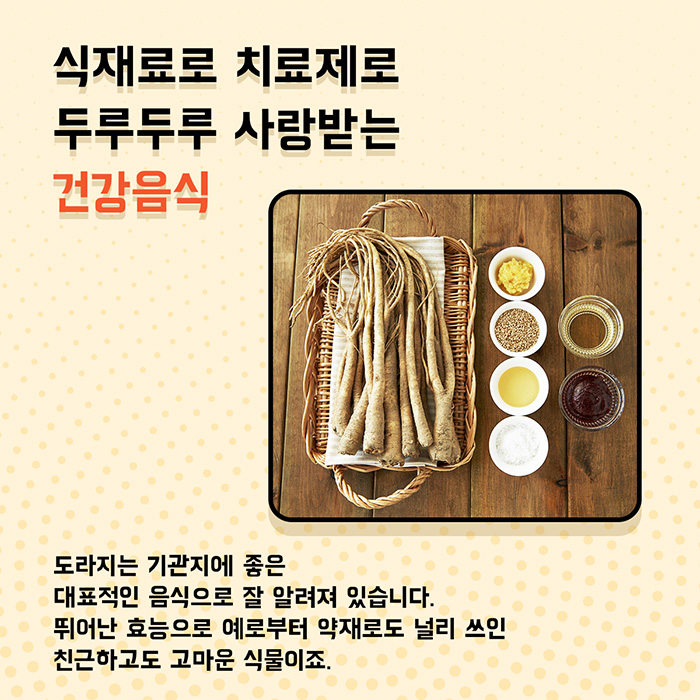 식재료로 치료제로
두루두루 사랑받는
건강음식
도라지는 기관지에 좋은
대표적인 음식으로 잘 알려져 있습니다.
뛰어난 효능으로 예로부터 약재로도 널리 쓰인
친근하고도 고마운 식물이죠.